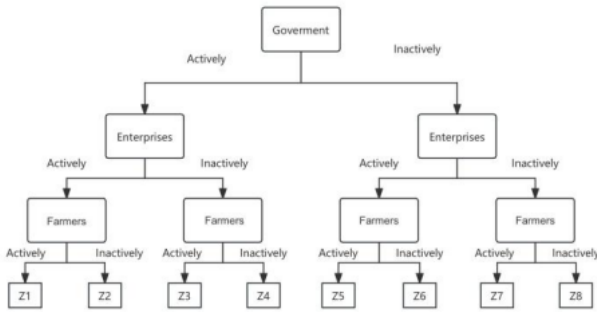 Goverment
Actively Inactively
Enterprises Enterprises
Actively Inactively Actively Inactively
Farmers Farmers Farmers Farmers
Actively Inactively Actively Inactively Actively Inactively Actively Inactively
Z1 Z2 Z3 Z4 Z5 Z6 Z7 Z8